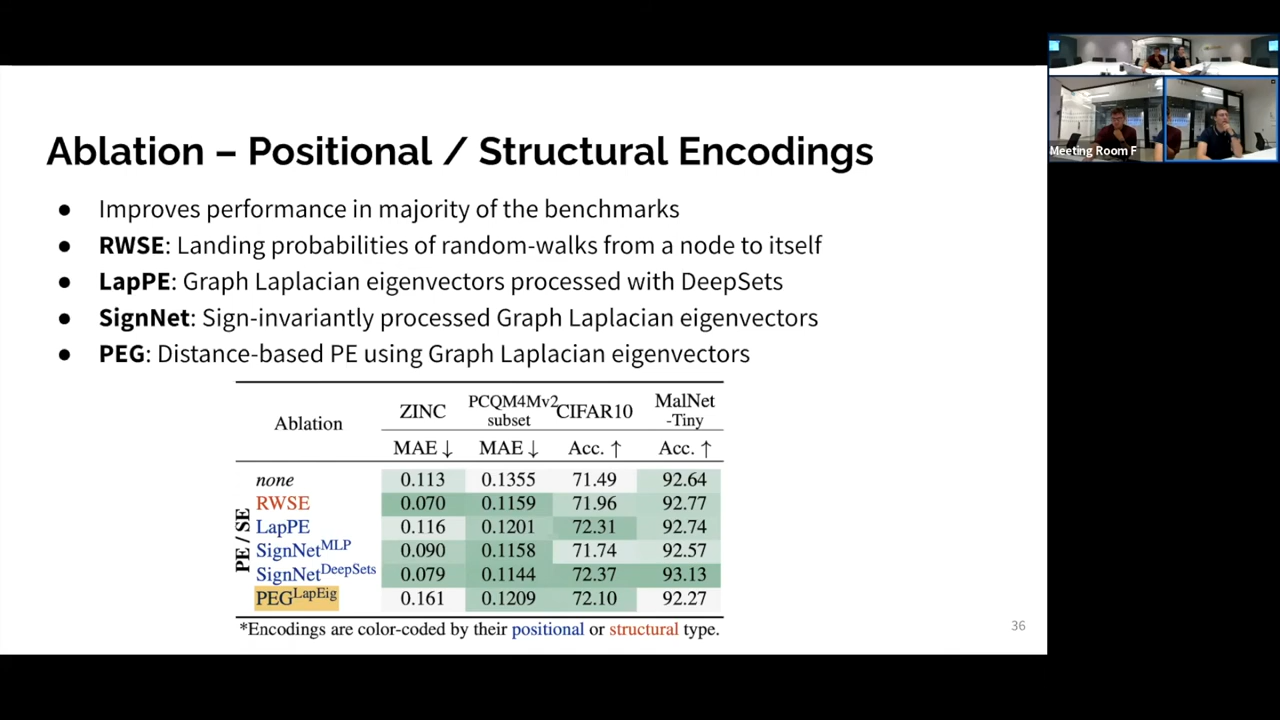 Ablation – Positional / Structural Encodings
● Improves performance in majority of the benchmarks
● RWSE: Landing probabilities of random-walks from a node to itself
● LapPE: Graph Laplacian eigenvectors processed with DeepSets
● SignNet: Sign-invariantly processed Graph Laplacian eigenvectors
● PEG: Distance-based PE using Graph Laplacian eigenvectors
Ablation ZINC PCQM4Mv2 subset CIFAR10 MalNet -Tiny
MAE ↓ MAE ↓ Acc. ↑ Acc. ↑
PE / SE
none 0.113 0.1355 71.49 92.64
RWSE 0.070 0.1159 71.96 92.77
LapPE 0.116 0.1201 72.31 92.74
SignNetMLP 0.090 0.1158 71.74 92.57
SignNetDeepSets 0.079 0.1144 72.37 93.13
PEGLapEig 0.161 0.1209 72.10 92.27
*Encodings are color-coded by their positional or structural type.
36
Meeting Room F